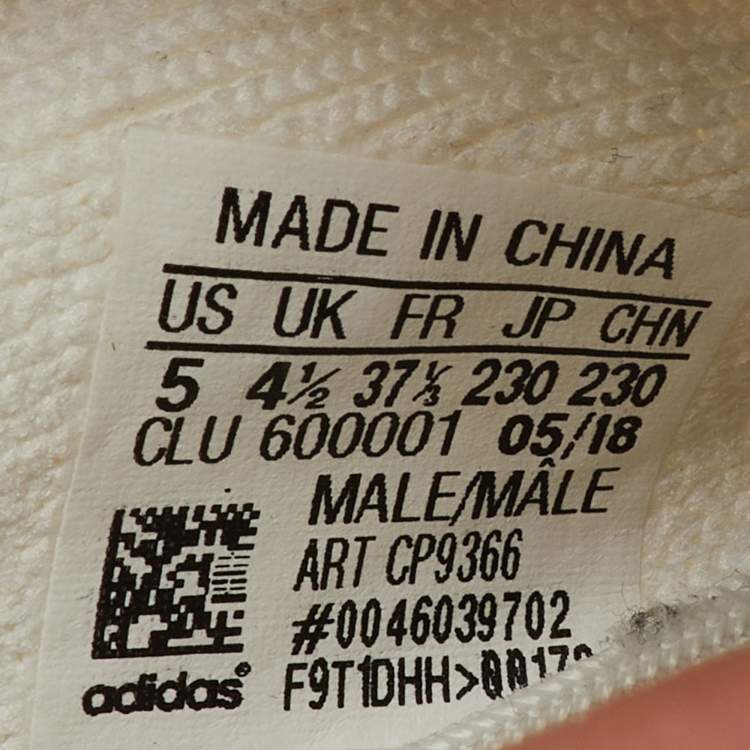 MADE IN CHINA
US UK FR JP CHN
5 4½ 37⅓ 230 230
CLU 600001 05/18
MALE/MÂLE
ART CP9366
#0046039702
adidas®